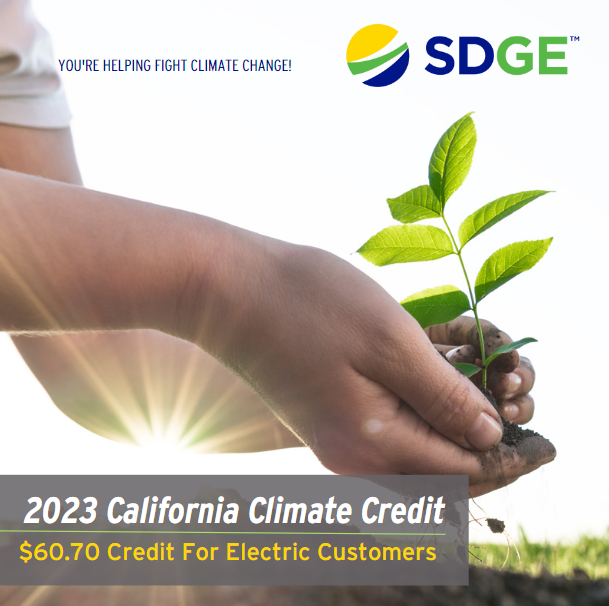 YOU'RE HELPING FIGHT CLIMATE CHANGE!
SDGE™
2023 California Climate Credit
$60.70 Credit For Electric Customers